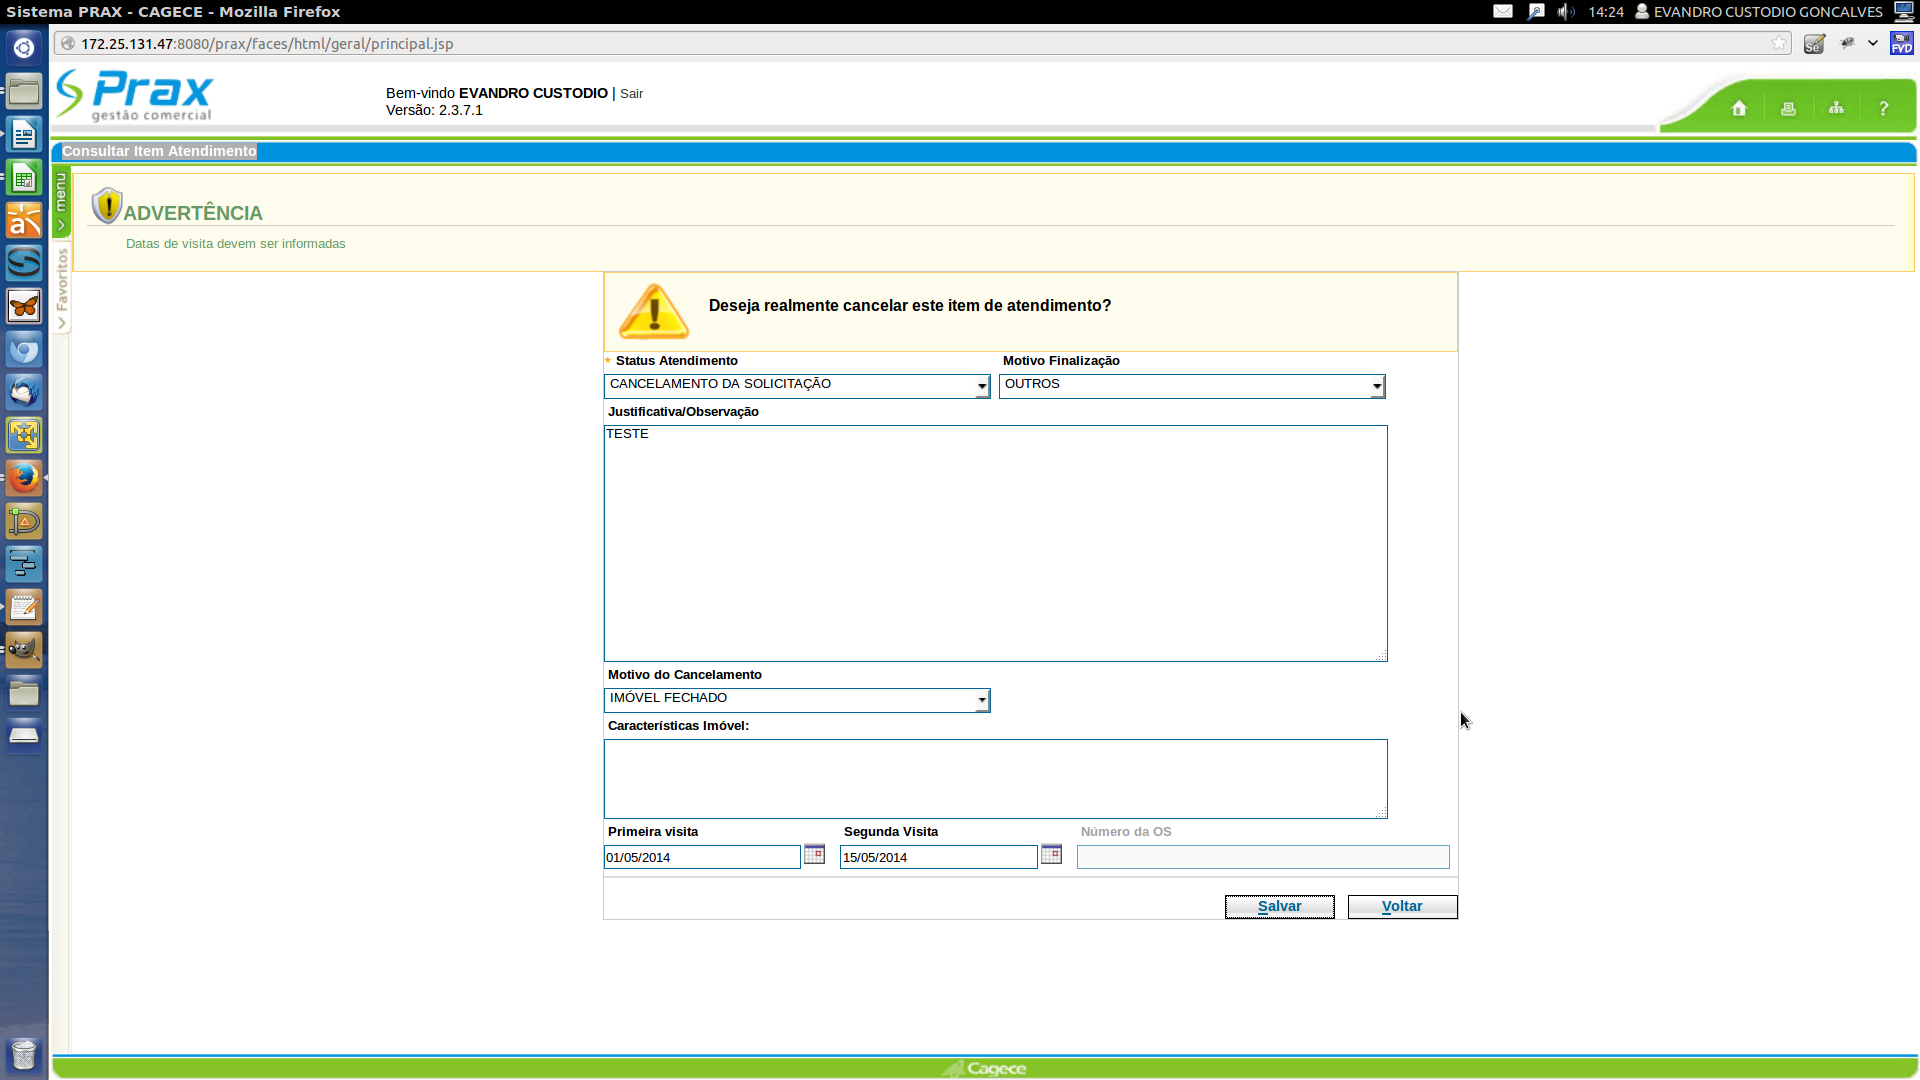 Sistema PRAX - CAGECE - Mozilla Firefox
14:24 EVANDRO CUSTODIO GONCALVES
172.25.131.47:8080/prax/faces/html/geral/principal.jsp
Se
FVD
Prax
gestão comercial
Bem-vindo EVANDRO CUSTODIO | Sair
Versão: 2.3.7.1
?
Consultar Item Atendimento
menu
Favoritos
ADVERTÊNCIA
Datas de visita devem ser informadas
Deseja realmente cancelar este item de atendimento?
* Status Atendimento Motivo Finalização
CANCELAMENTO DA SOLICITAÇÃO OUTROS
Justificativa/Observação
TESTE
Motivo do Cancelamento
IMÓVEL FECHADO
Características Imóvel:
Primeira visita Segunda Visita Número da OS
01/05/2014 15/05/2014
Salvar Voltar
Cagece